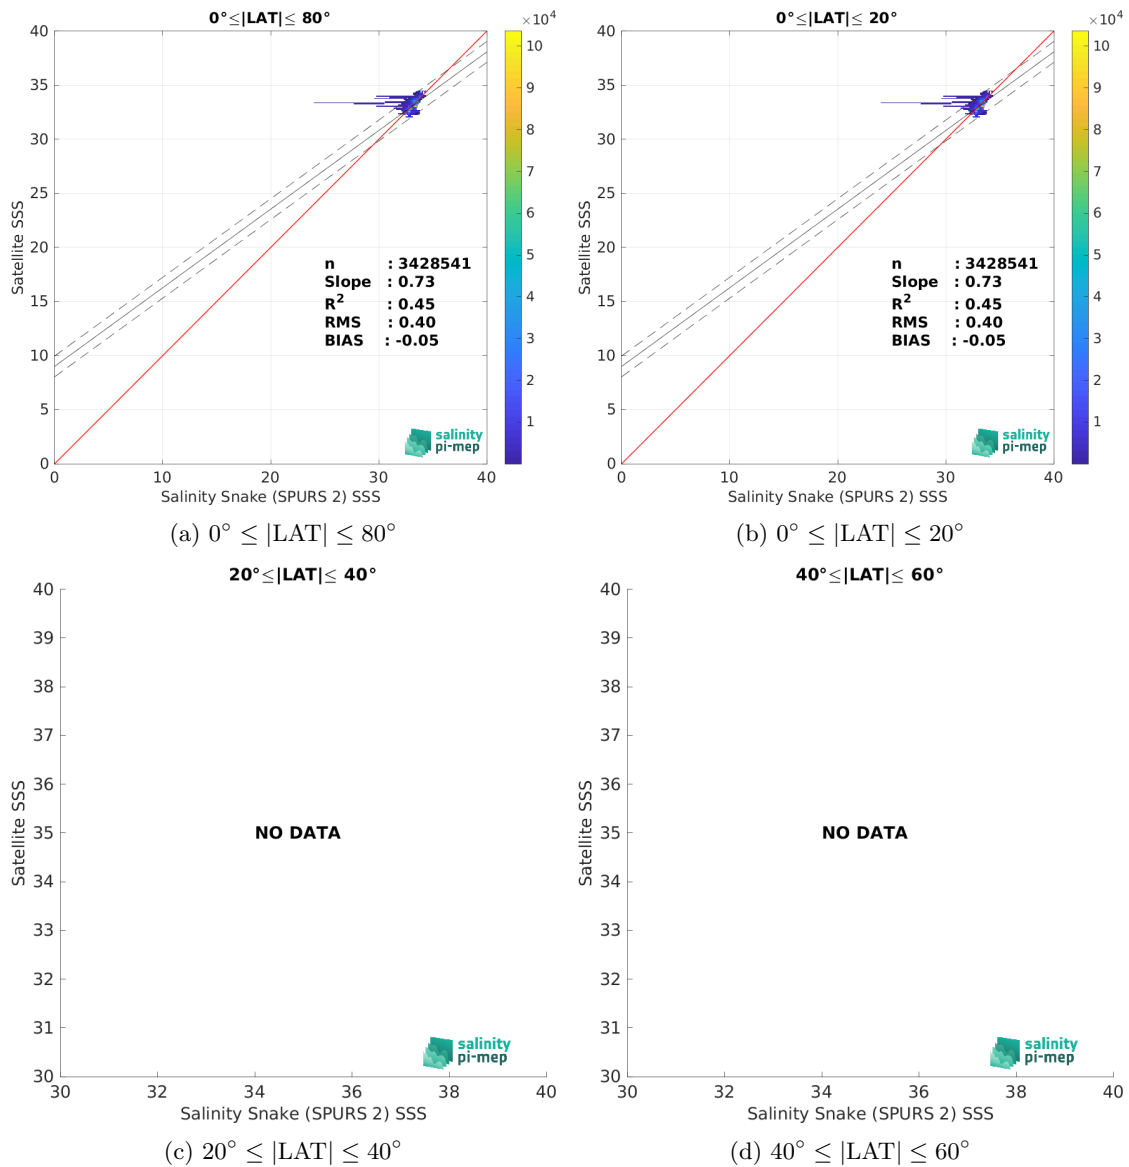 0°≤|LAT|≤ 80°
×10⁴
40
35
30
25
20
15
10
5
0
0
10
20
30
40
10
9
8
7
6
5
4
3
2
1
Satellite SSS
Salinity Snake (SPURS 2) SSS
n : 3428541
Slope : 0.73
R² : 0.45
RMS : 0.40
BIAS : -0.05
salinity
pi-mep
(a) 0° ≤ |LAT| ≤ 80°
0°≤|LAT|≤ 20°
×10⁴
40
35
30
25
20
15
10
5
0
0
10
20
30
40
10
9
8
7
6
5
4
3
2
1
Satellite SSS
Salinity Snake (SPURS 2) SSS
n : 3428541
Slope : 0.73
R² : 0.45
RMS : 0.40
BIAS : -0.05
salinity
pi-mep
(b) 0° ≤ |LAT| ≤ 20°
20°≤|LAT|≤ 40°
40
39
38
37
36
35
34
33
32
31
30
30
32
34
36
38
40
Satellite SSS
NO DATA
salinity
pi-mep
Salinity Snake (SPURS 2) SSS
(c) 20° ≤ |LAT| ≤ 40°
40°≤|LAT|≤ 60°
40
39
38
37
36
35
34
33
32
31
30
30
32
34
36
38
40
Satellite SSS
NO DATA
salinity
pi-mep
Salinity Snake (SPURS 2) SSS
(d) 40° ≤ |LAT| ≤ 60°